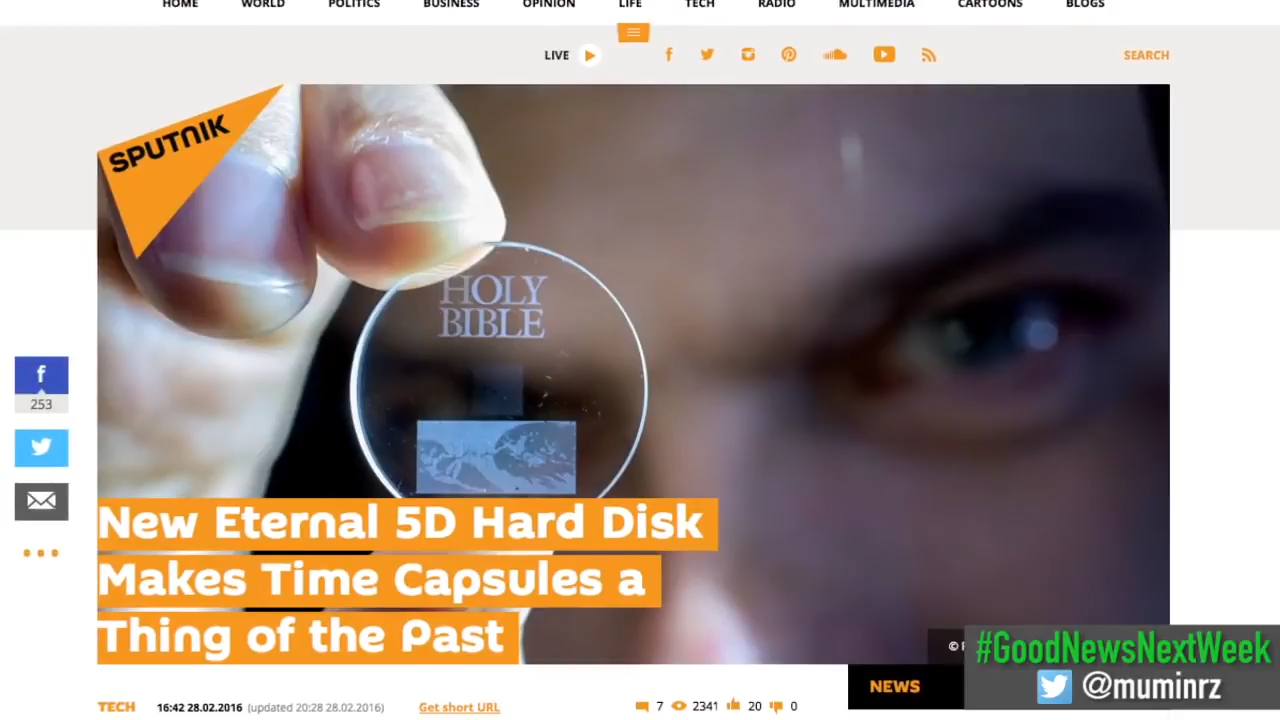 HOME WORLD POLITICS BUSINESS OPINION LIFE TECH RADIO MULTIMEDIA CARTOONS BLOGS
LIVE SEARCH
SPUTNIK
HOLY
BIBLE
f
253
New Eternal 5D Hard Disk
Makes Time Capsules a
Thing of the Past
©
#GoodNewsNextWeek
@muminrz
NEWS
TECH 16:42 28.02.2016 (updated 20:28 28.02.2016) Get short URL 7 2341 20 0